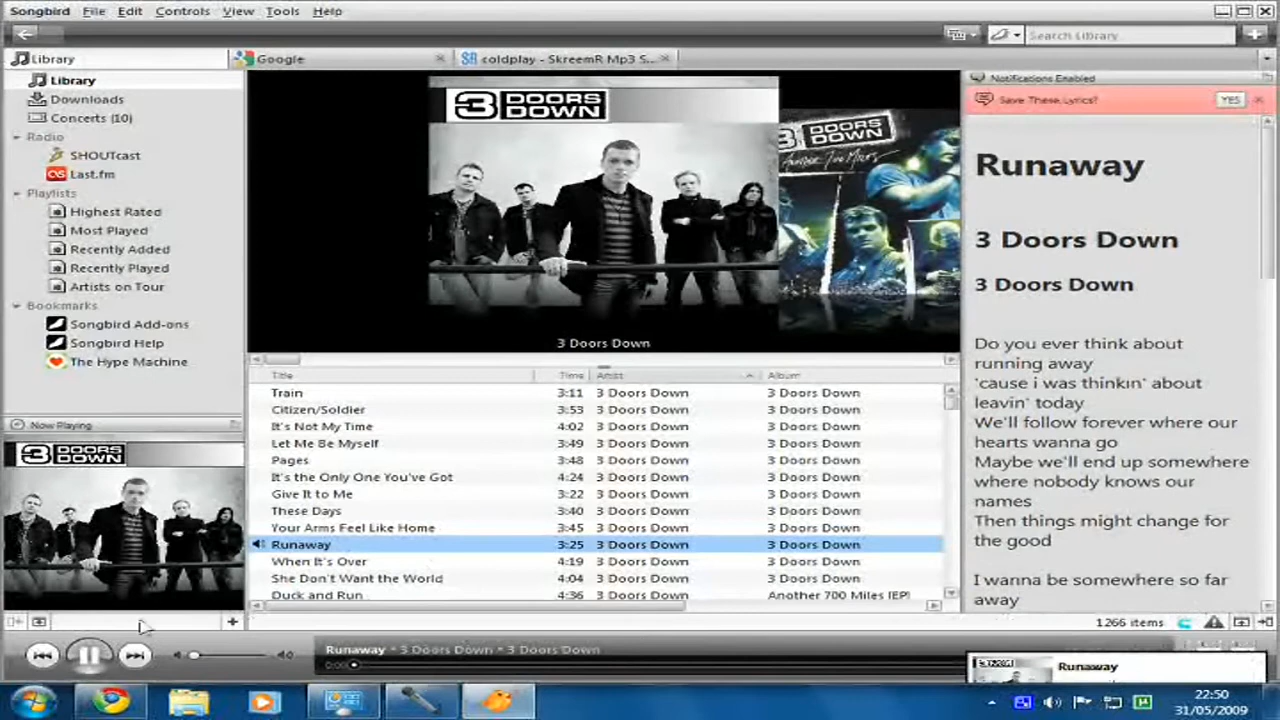 Songbird File Edit Controls View Tools Help
Search Library
Library
Google
coldplay - SkreemR Mp3 S...
Library
Downloads
Concerts (10)
Radio
SHOUTcast
Last.fm
Playlists
Highest Rated
Most Played
Recently Added
Recently Played
Artists on Tour
Bookmarks
Songbird Add-ons
Songbird Help
The Hype Machine
Now Playing
3 DOORS DOWN
3 DOORS DOWN
3 DOORS DOWN
Another 700 Miles
3 Doors Down
Title Time Artist Album
Train 3:11 3 Doors Down 3 Doors Down
Citizen/Soldier 3:53 3 Doors Down 3 Doors Down
It's Not My Time 4:02 3 Doors Down 3 Doors Down
Let Me Be Myself 3:49 3 Doors Down 3 Doors Down
Pages 3:48 3 Doors Down 3 Doors Down
It's the Only One You've Got 4:24 3 Doors Down 3 Doors Down
Give It to Me 3:22 3 Doors Down 3 Doors Down
These Days 3:40 3 Doors Down 3 Doors Down
Your Arms Feel Like Home 3:45 3 Doors Down 3 Doors Down
Runaway 3:25 3 Doors Down 3 Doors Down
When It's Over 4:19 3 Doors Down 3 Doors Down
She Don't Want the World 4:04 3 Doors Down 3 Doors Down
Duck and Run 4:36 3 Doors Down Another 700 Miles [EP]
Notifications Enabled
Save These Lyrics? YES
Runaway
3 Doors Down
3 Doors Down
Do you ever think about
running away
'cause i was thinkin' about
leavin' today
We'll follow forever where our
hearts wanna go
Maybe we'll end up somewhere
where nobody knows our
names
Then things might change for
the good
I wanna be somewhere so far
away
1266 items
Runaway • 3 Doors Down • 3 Doors Down
0:00
Runaway
22:50
31/05/2009